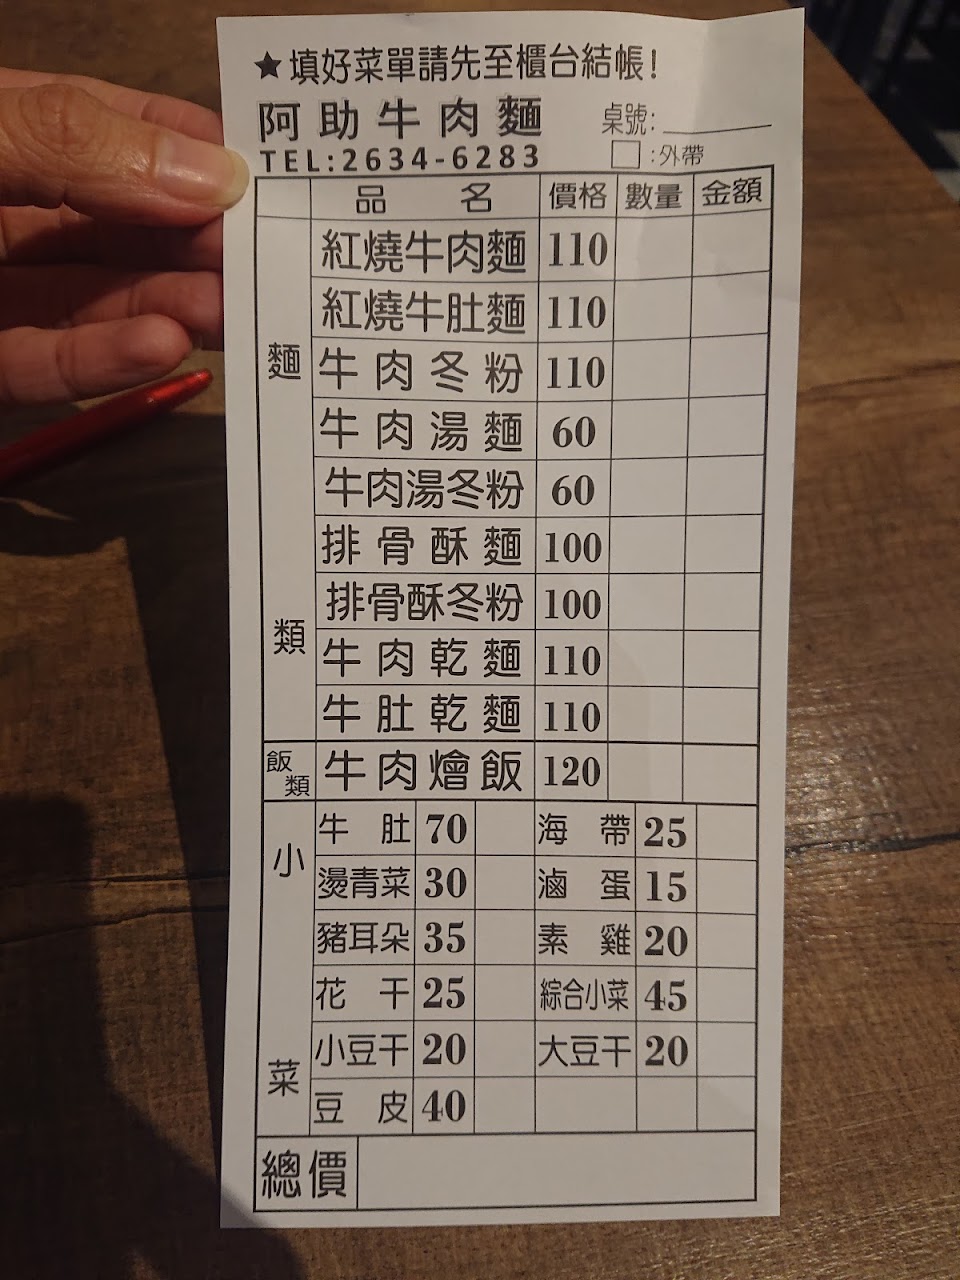 ★填好菜單請先至櫃台結帳!
阿助牛肉麵 桌號:
TEL:2634-6283 □:外帶
品名 價格 數量 金額
麵類
紅燒牛肉麵 110
紅燒牛肚麵 110
牛肉冬粉 110
牛肉湯麵 60
牛肉湯冬粉 60
排骨酥麵 100
排骨酥冬粉 100
牛肉乾麵 110
牛肚乾麵 110
飯類
牛肉燴飯 120
小菜
牛肚 70 海帶 25
燙青菜 30 滷蛋 15
豬耳朵 35 素雞 20
花干 25 綜合小菜 45
小豆干 20 大豆干 20
豆皮 40
總價